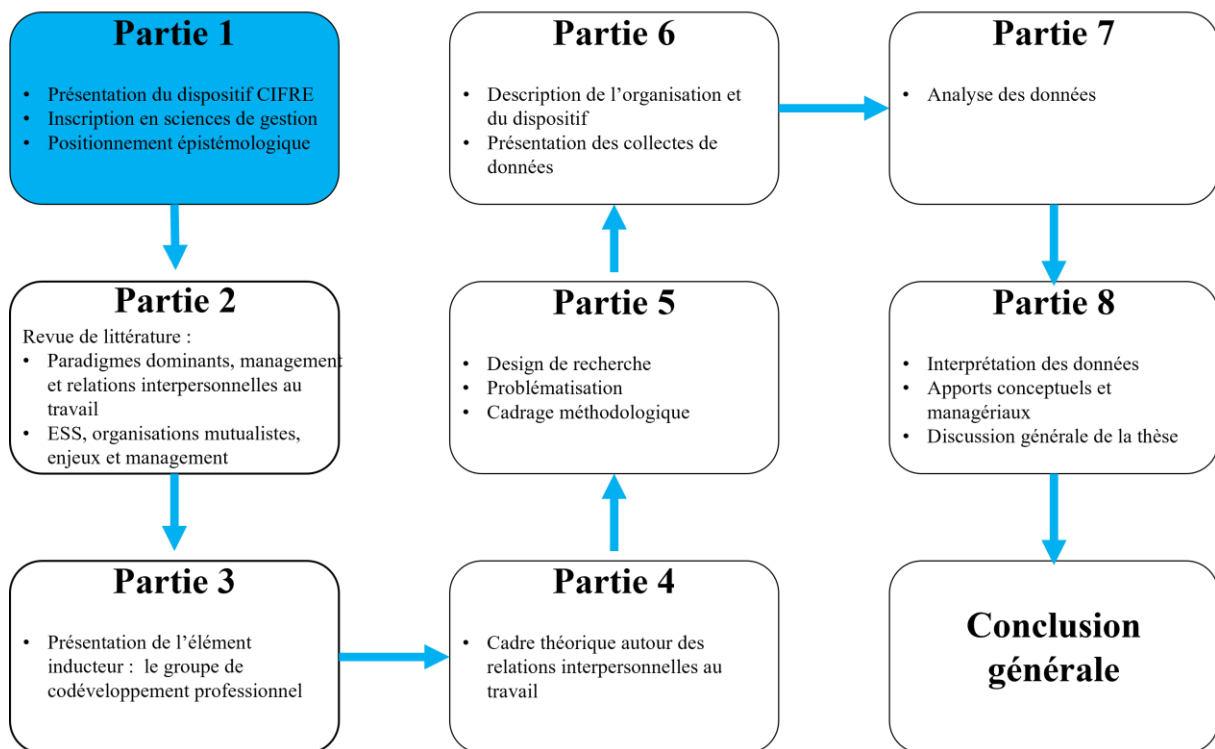 Partie 1
• Présentation du dispositif CIFRE
• Inscription en sciences de gestion
• Positionnement épistémologique
Partie 2
Revue de littérature :
• Paradigmes dominants, management
et relations interpersonnelles au
travail
• ESS, organisations mutualistes,
enjeux et management
Partie 3
• Présentation de l’élément
inducteur : le groupe de
codéveloppement professionnel
Partie 4
• Cadre théorique autour des
relations interpersonnelles au
travail
Partie 5
• Design de recherche
• Problématisation
• Cadrage méthodologique
Partie 6
• Description de l’organisation et
du dispositif
• Présentation des collectes de
données
Partie 7
• Analyse des données
Partie 8
• Interprétation des données
• Apports conceptuels et
managériaux
• Discussion générale de la thèse
Conclusion
générale